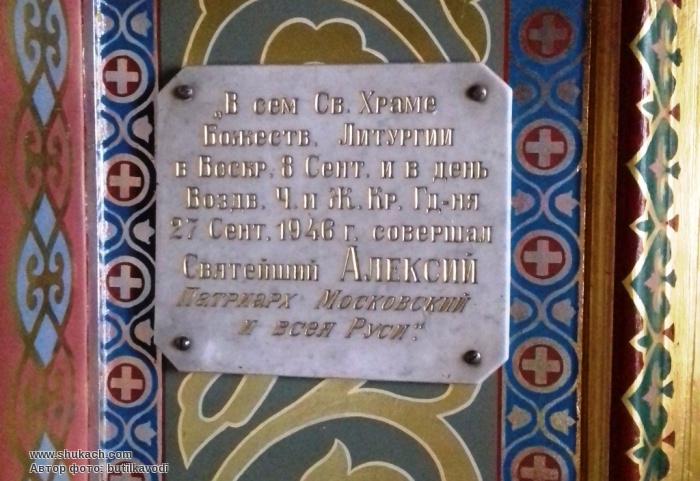 „В сем Св. Храме
Божеств. Литургии
в Воскр. 8 Сент. и в день
Воздв. Ч. и Ж. Кр. Гд-ня
27 Сент. 1946 г. совершал
Святейший Алексий
Патриарх Московский
и всея Руси“.
www.shukach.com
Автор фото: butilkavodi